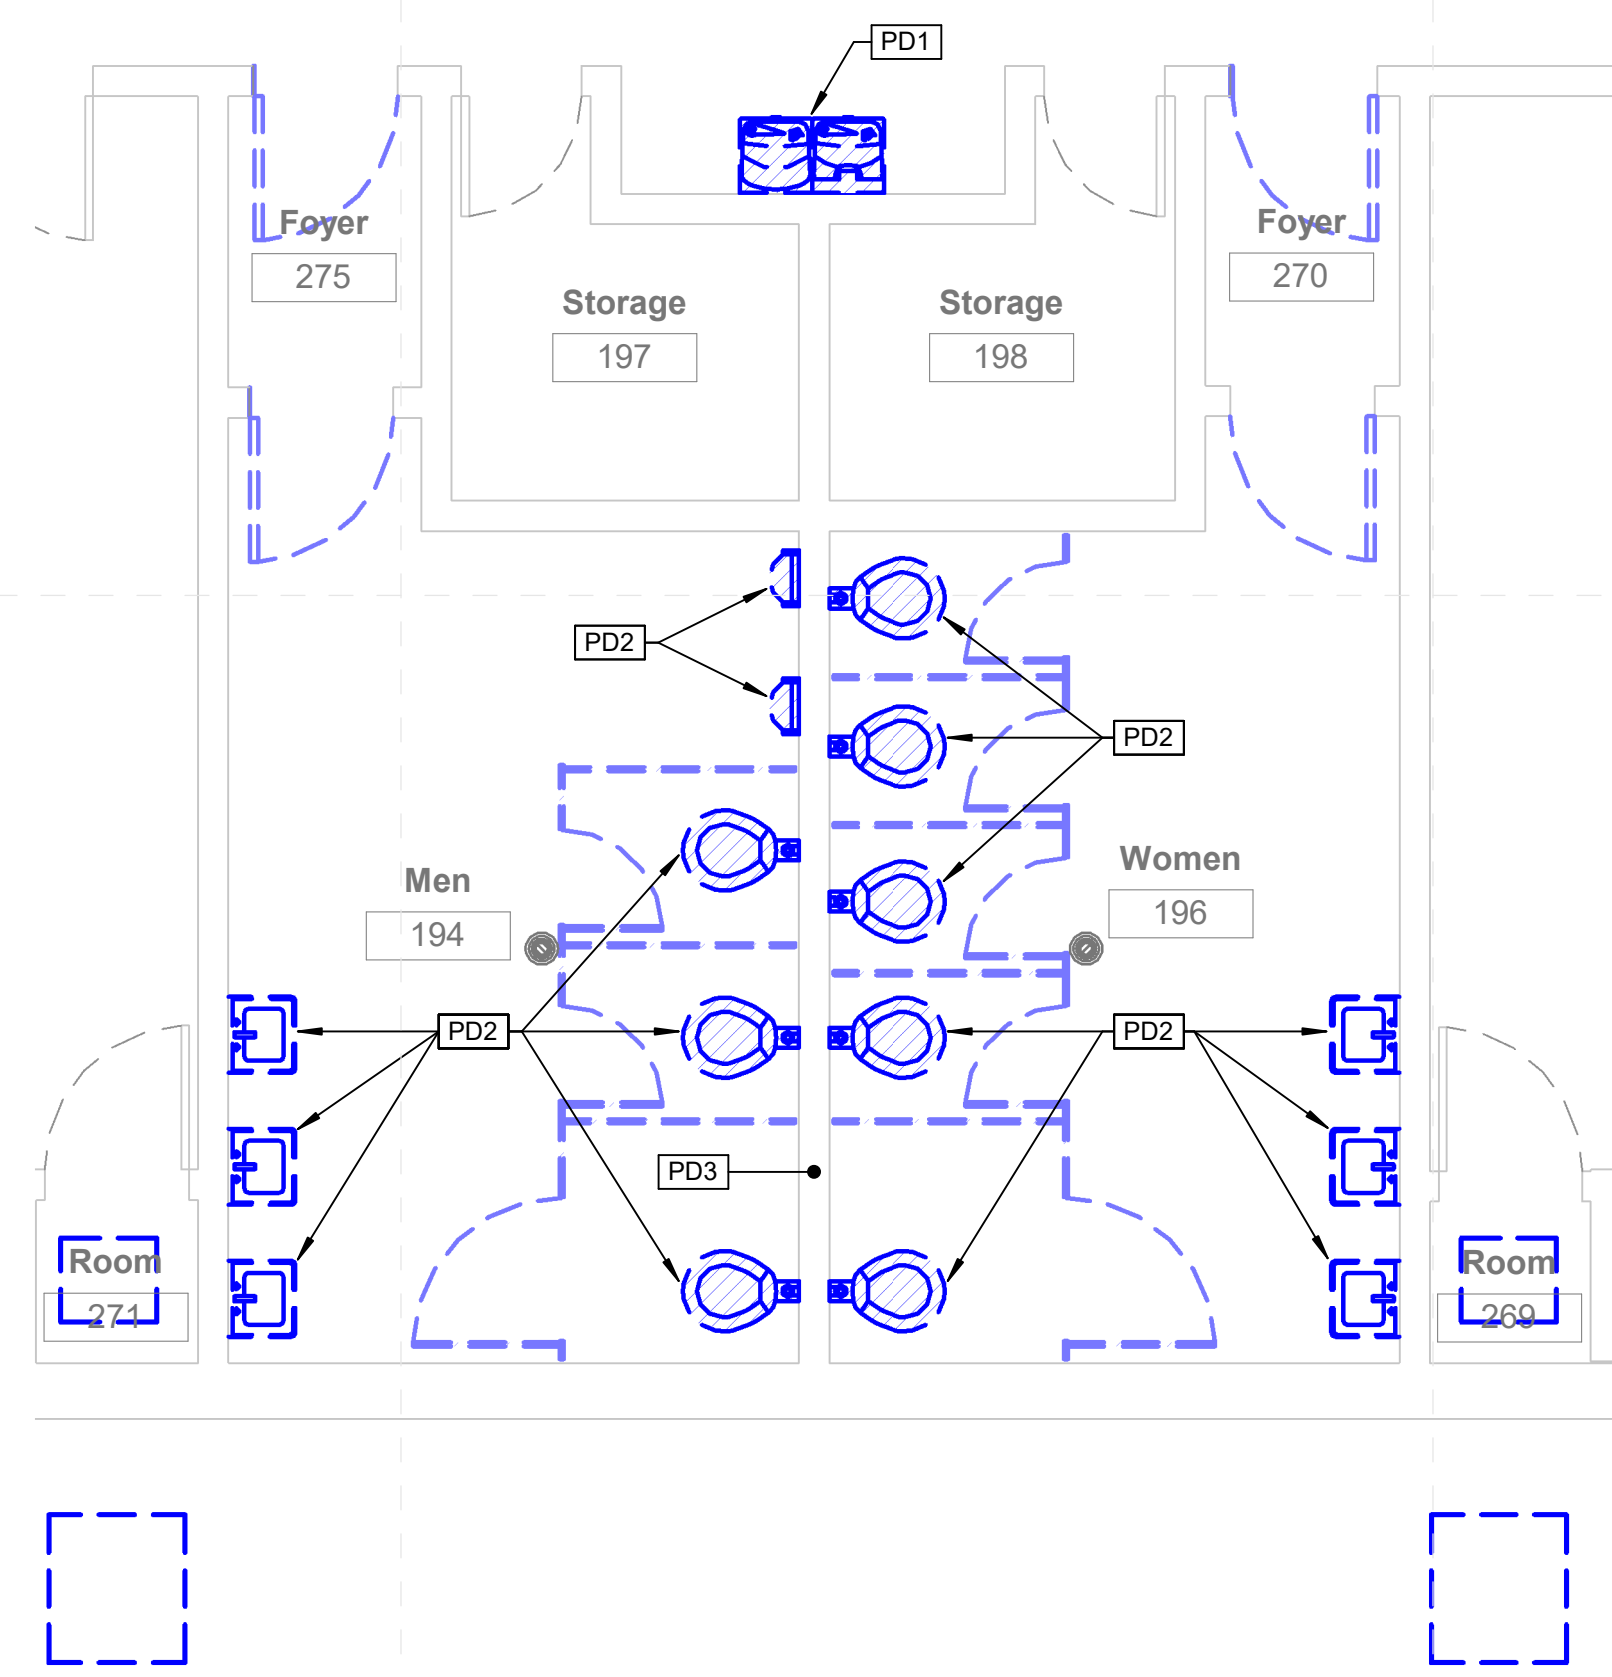 PD1
Foyer
275
Foyer
270
Storage
197
Storage
198
PD2
PD2
Men
194
Women
196
PD2
PD2
PD3
Room
271
Room
269